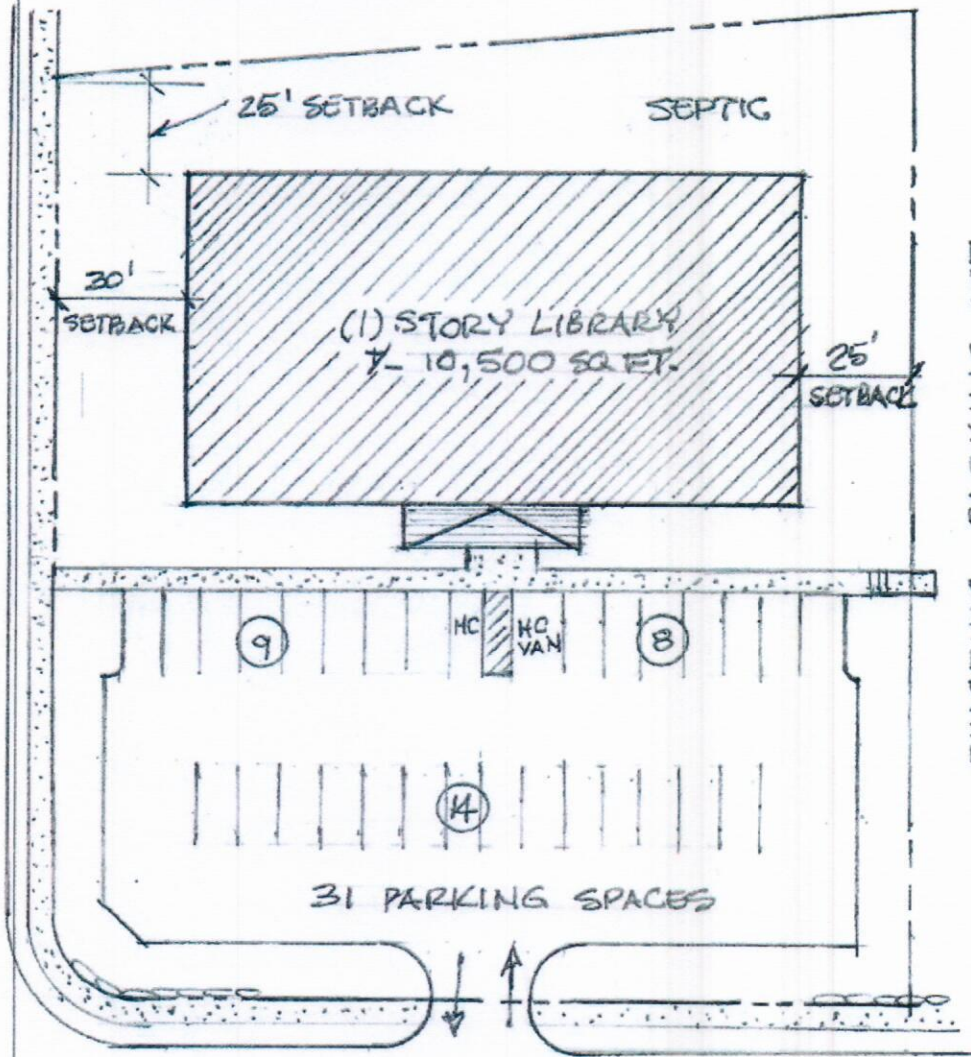 25' SETBACK
SEPTIC
30'
SETBACK
(1) STORY LIBRARY
+/- 10,500 SQ FT.
25'
SETBACK
9
HC
HC
VAN
8
14
31 PARKING SPACES